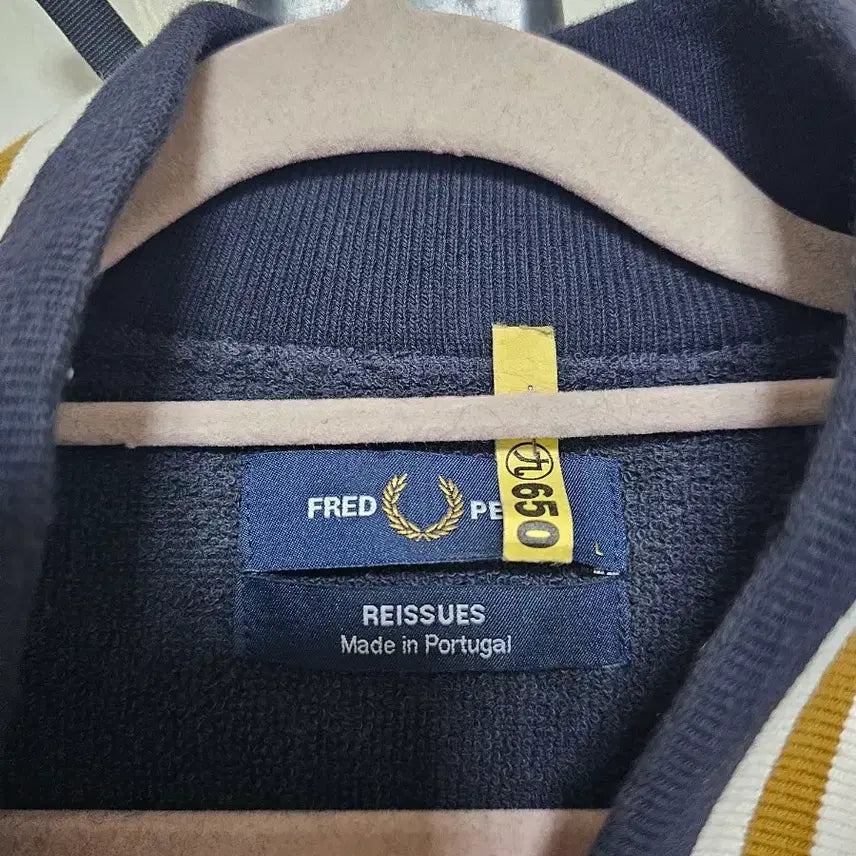 FRED PE
REISSUES
Made in Portugal
650
L